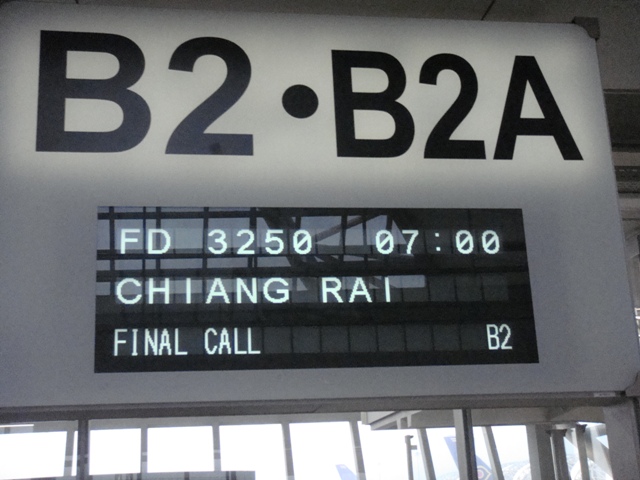 B2•B2A
FD 3250 07:00
CHIANG RAI
FINAL CALL B2